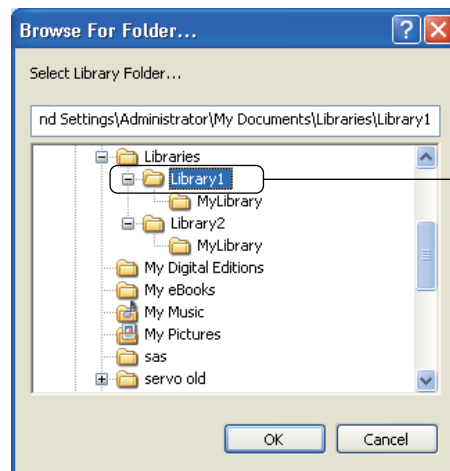 Browse For Folder...
Select Library Folder...
nd Settings\Administrator\My Documents\Libraries\Library1
Libraries
Library1
MyLibrary
Library2
MyLibrary
My Digital Editions
My eBooks
My Music
My Pictures
sas
servo old
OK
Cancel